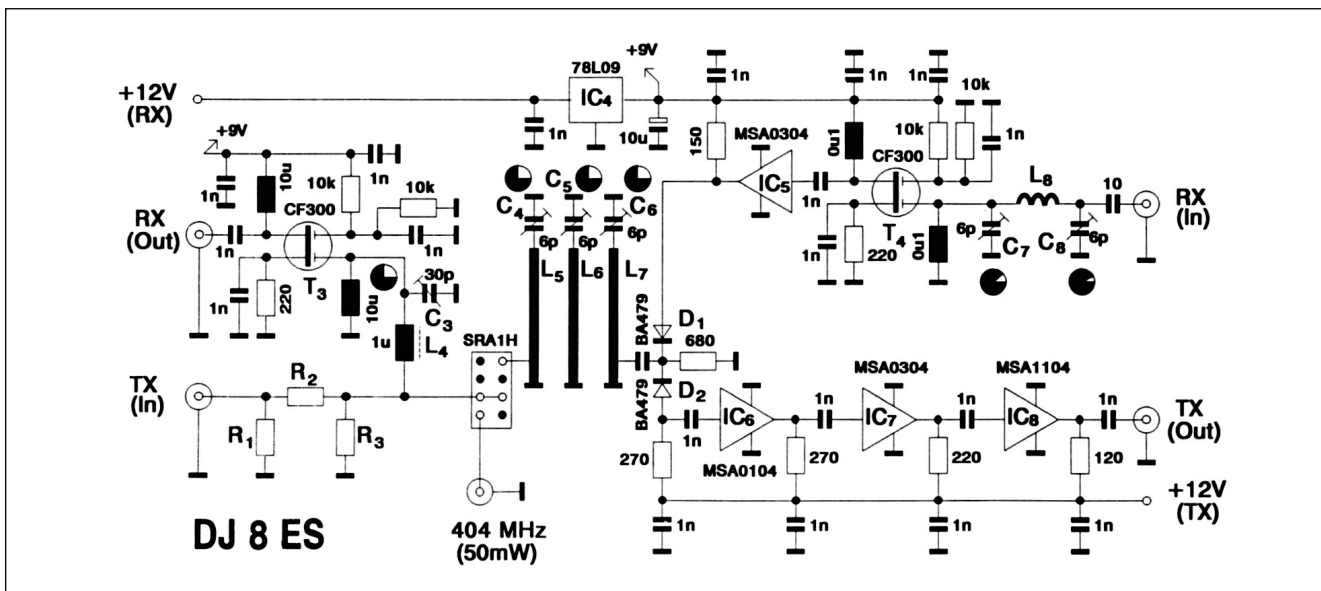 +9V
1n
1n
1n
10k
78L09
+12V
(RX)
IC4
150
MSA0304
0u1
10k
1n
1n
10u
CF300
+9V
1n
10u
10k
1n
10k
C4
C5
C6
IC5
1n
L8
10
RX
(In)
1n
CF300
RX
(Out)
1n
1n
6p
6p
6p
T4
6p
C7
C8
6p
1n
220
0u1
L5
L6
L7
T3
30p
1n
220
10u
C3
1u
L4
SRA1H
BA479
D1
680
R2
MSA0304
MSA1104
TX
(In)
BA479
D2
1n
1n
1n
R1
R3
1n
IC6
IC7
IC8
TX
(Out)
270
MSA0104
270
220
120
+12V
(TX)
1n
1n
1n
1n
DJ 8 ES
404 MHz
(50mW)